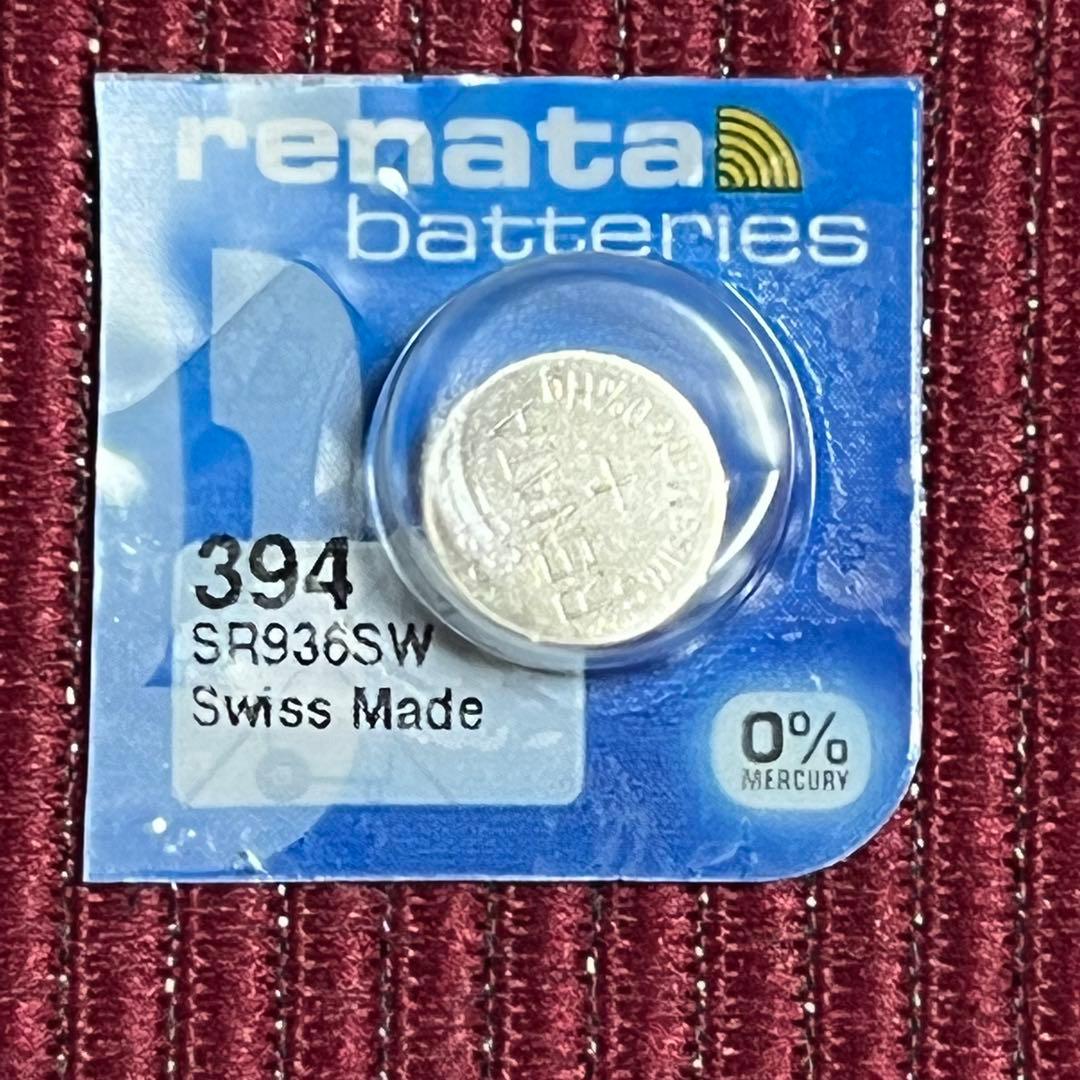 renata
batteries
394
SR936SW
Swiss Made
0%
MERCURY